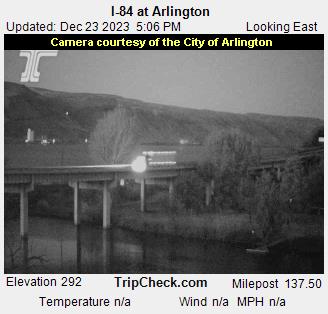 I-84 at Arlington
Updated: Dec 23 2023 5:06 PM Looking East
Camera courtesy of the City of Arlington
Elevation 292 TripCheck.com Milepost 137.50
Temperature n/a Wind n/a MPH n/a